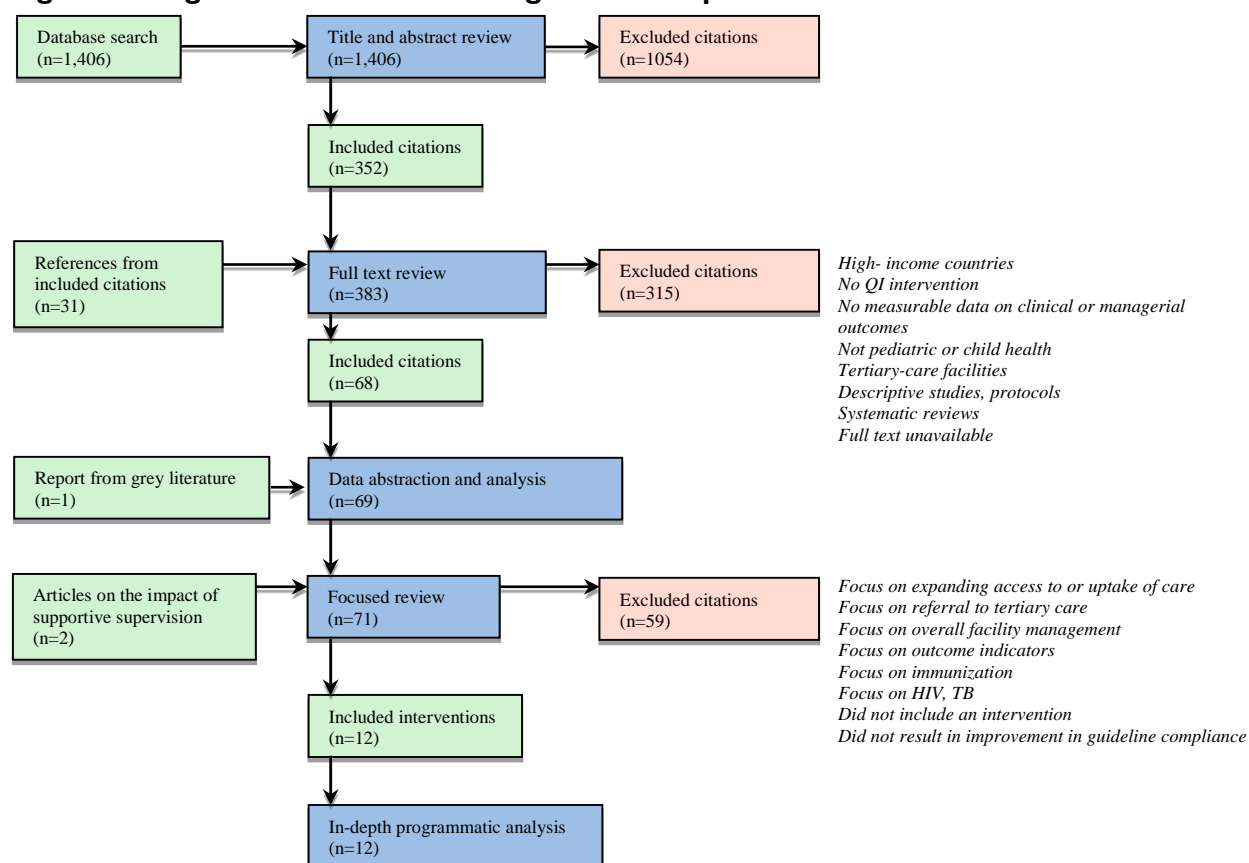 Database search
(n=1,406)
Title and abstract review
(n=1,406)
Excluded citations
(n=1054)
Included citations
(n=352)
References from
included citations
(n=31)
Full text review
(n=383)
Excluded citations
(n=315)
High- income countries
No QI intervention
No measurable data on clinical or managerial
outcomes
Not pediatric or child health
Tertiary-care facilities
Descriptive studies, protocols
Systematic reviews
Full text unavailable
Included citations
(n=68)
Report from grey literature
(n=1)
Data abstraction and analysis
(n=69)
Articles on the impact of
supportive supervision
(n=2)
Focused review
(n=71)
Excluded citations
(n=59)
Focus on expanding access to or uptake of care
Focus on referral to tertiary care
Focus on overall facility management
Focus on outcome indicators
Focus on immunization
Focus on HIV, TB
Did not include an intervention
Did not result in improvement in guideline compliance
Included interventions
(n=12)
In-depth programmatic analysis
(n=12)